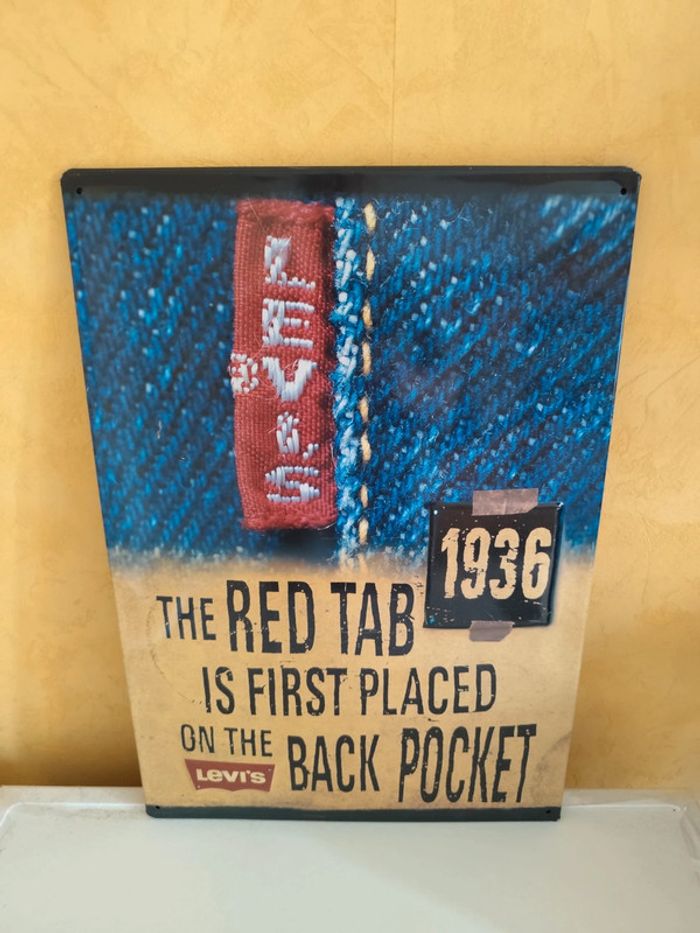 LEVI'S
®
1936
THE RED TAB
IS FIRST PLACED
ON THE BACK POCKET
Levi's